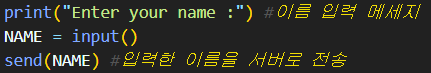 print("Enter your name :") #이름 입력 메세지
NAME = input()
send(NAME) #입력한 이름을 서버로 전송